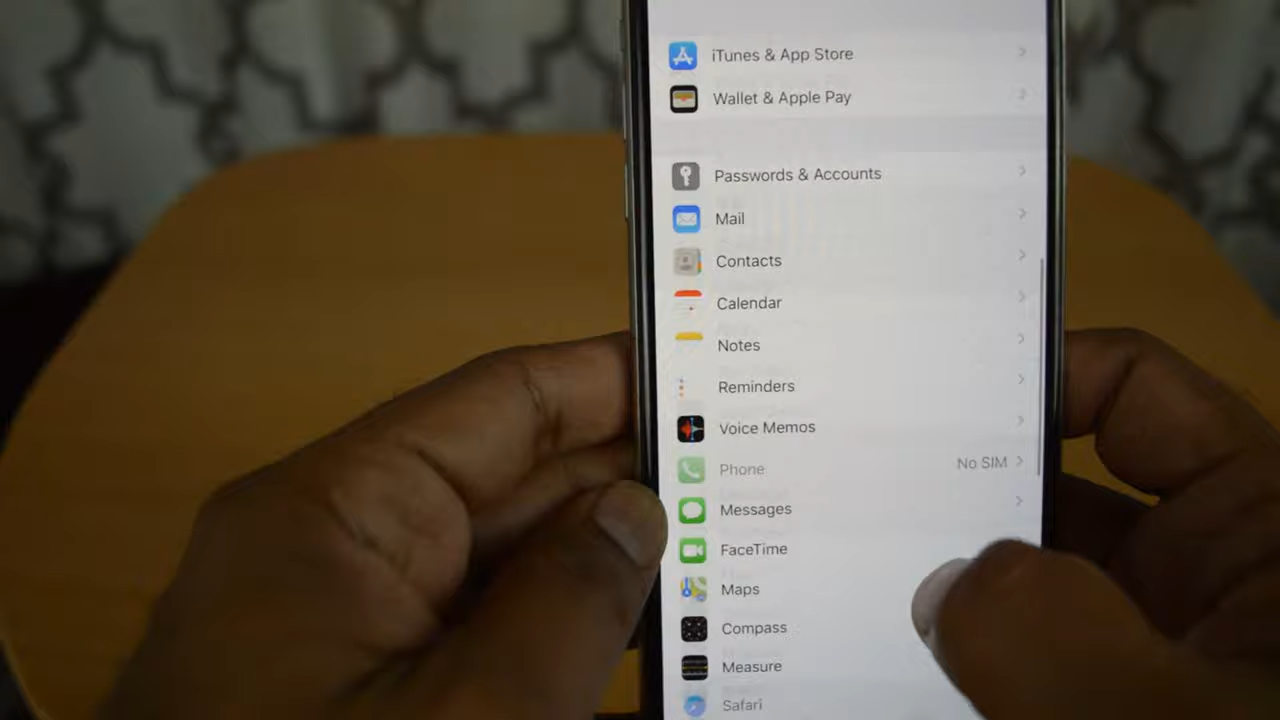 iTunes & App Store
Wallet & Apple Pay
Passwords & Accounts
Mail
Contacts
Calendar
Notes
Reminders
Voice Memos
Phone No SIM
Messages
FaceTime
Maps
Compass
Measure
Safari